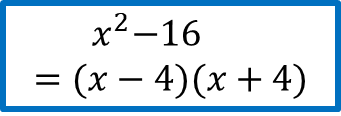 x²−16
= (x − 4)(x + 4)